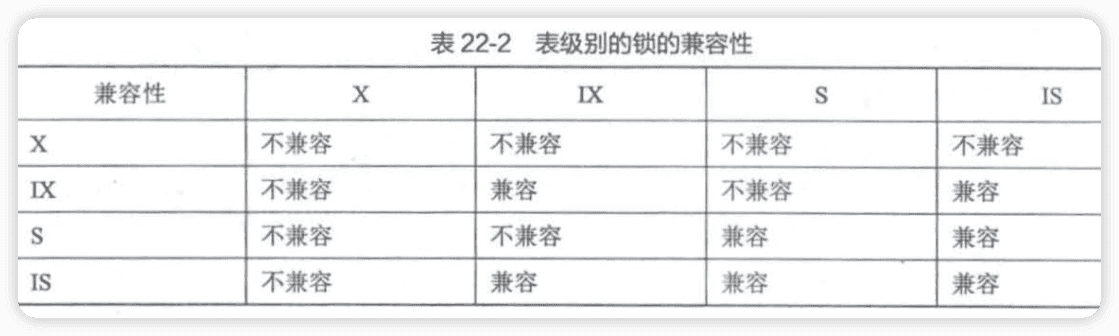 表 22-2 表级别的锁的兼容性
兼容性 X IX S IS
X 不兼容 不兼容 不兼容 不兼容
IX 不兼容 兼容 不兼容 兼容
S 不兼容 不兼容 兼容 兼容
IS 不兼容 兼容 兼容 兼容